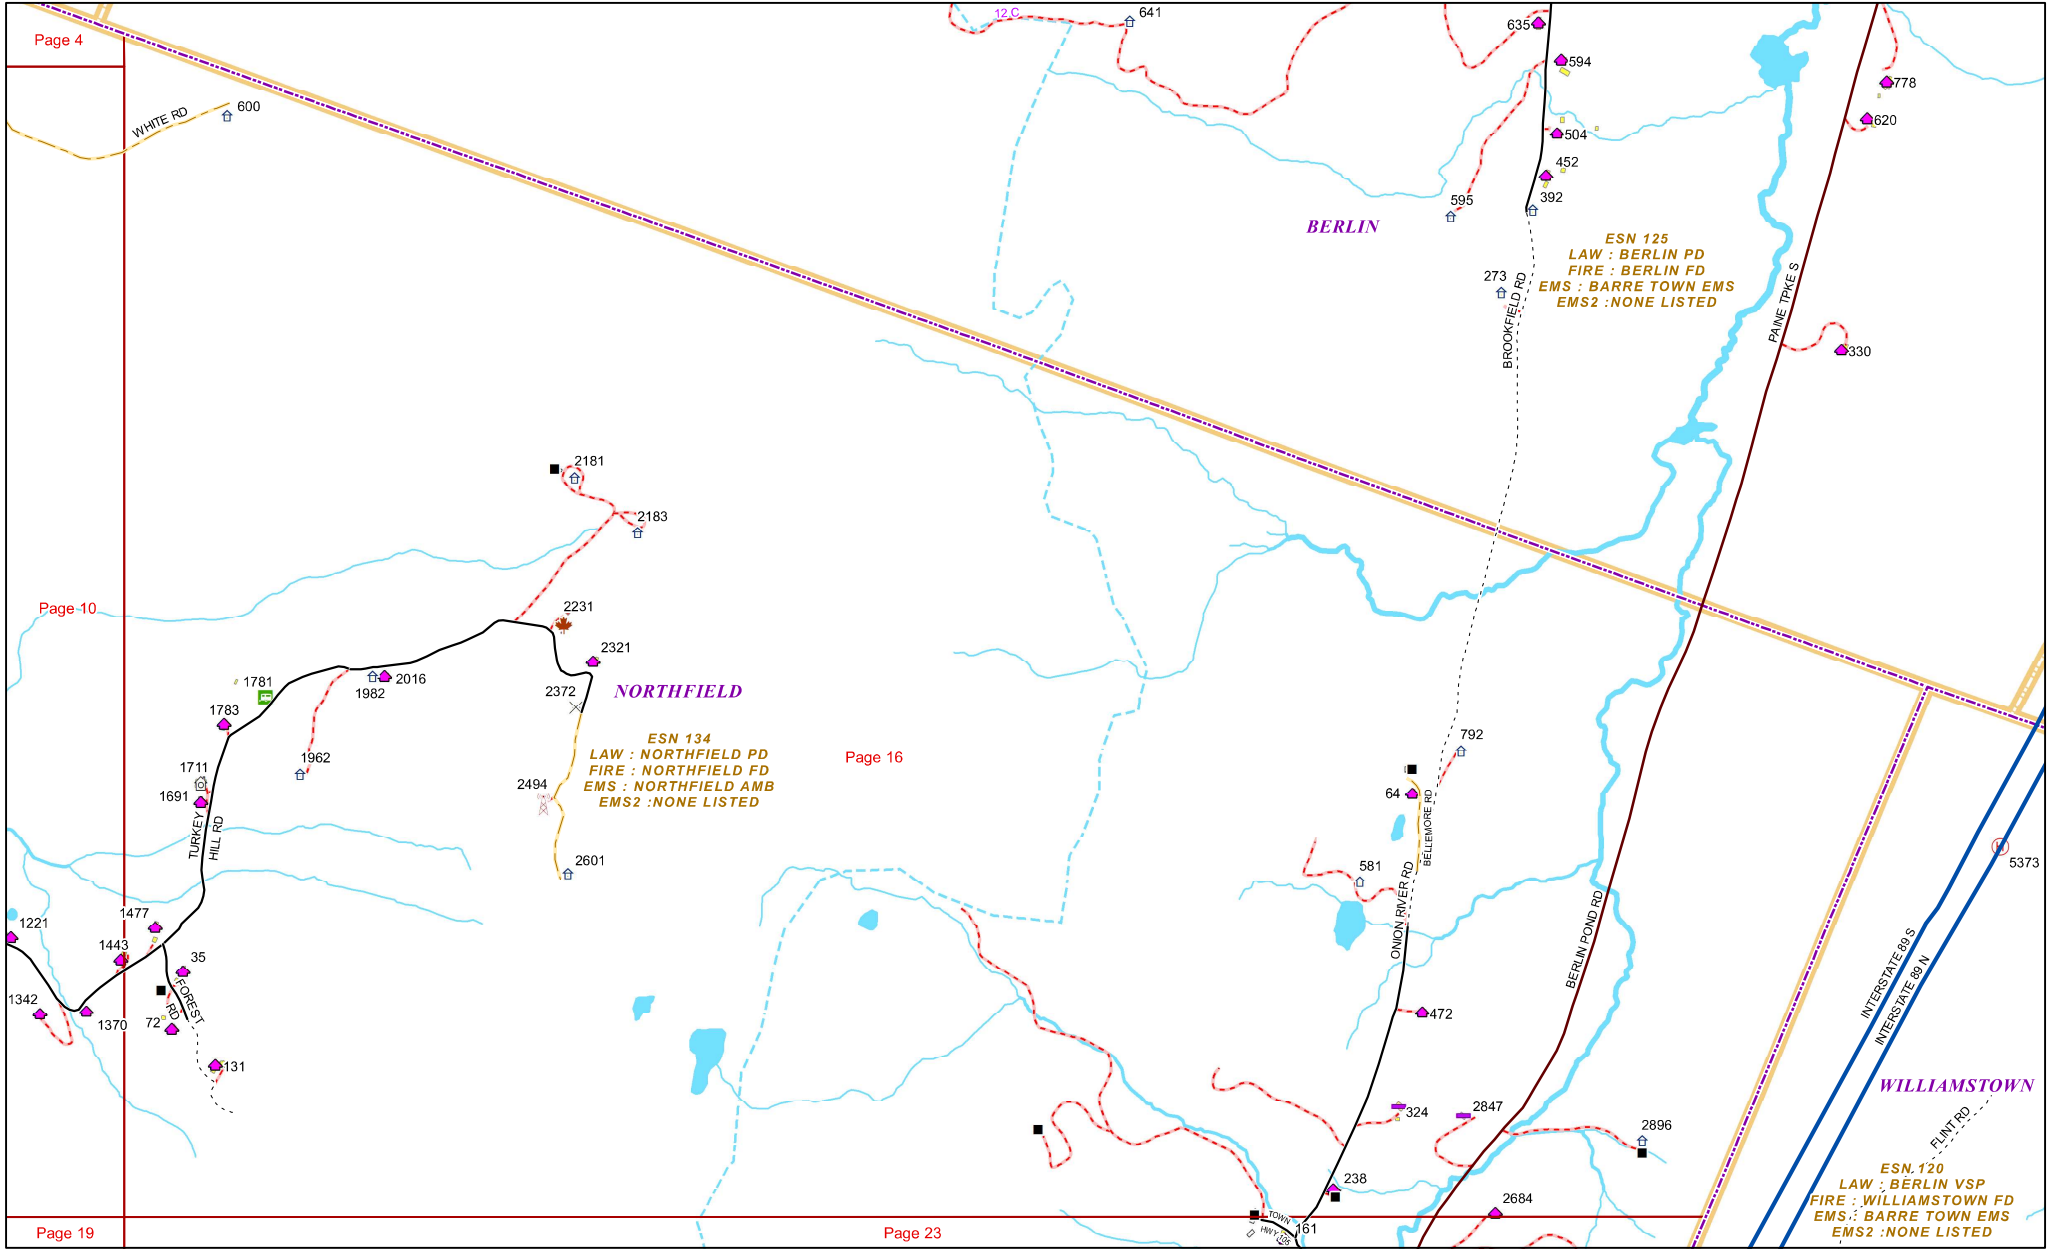 12 C
641
635
Page 4
594
778
WHITE RD
600
620
504
452
595
392
BERLIN
ESN 125
LAW : BERLIN PD
FIRE : BERLIN FD
EMS : BARRE TOWN EMS
EMS2 :NONE LISTED
273
BROOKFIELD RD
PAINE TPKE S
330
2181
2183
Page 10
2231
2321
1781
1982
2016
2372
NORTHFIELD
1783
ESN 134
LAW : NORTHFIELD PD
FIRE : NORTHFIELD FD
EMS : NORTHFIELD AMB
EMS2 :NONE LISTED
Page 16
792
1962
1711
1691
2494
64
TURKEY
HILL RD
BELLEMORE RD
2601
581
5373
1477
1221
1443
35
ONION RIVER RD
BERLIN POND RD
INTERSTATE 89 S
INTERSTATE 89 N
1342
1370
72
FOREST
RD
472
131
WILLIAMSTOWN
324
2847
2896
FLINT RD
ESN 120
LAW : BERLIN VSP
FIRE : WILLIAMSTOWN FD
EMS : BARRE TOWN EMS
EMS2 :NONE LISTED
238
2684
Page 19
Page 23
TOWN
HWY 105
161